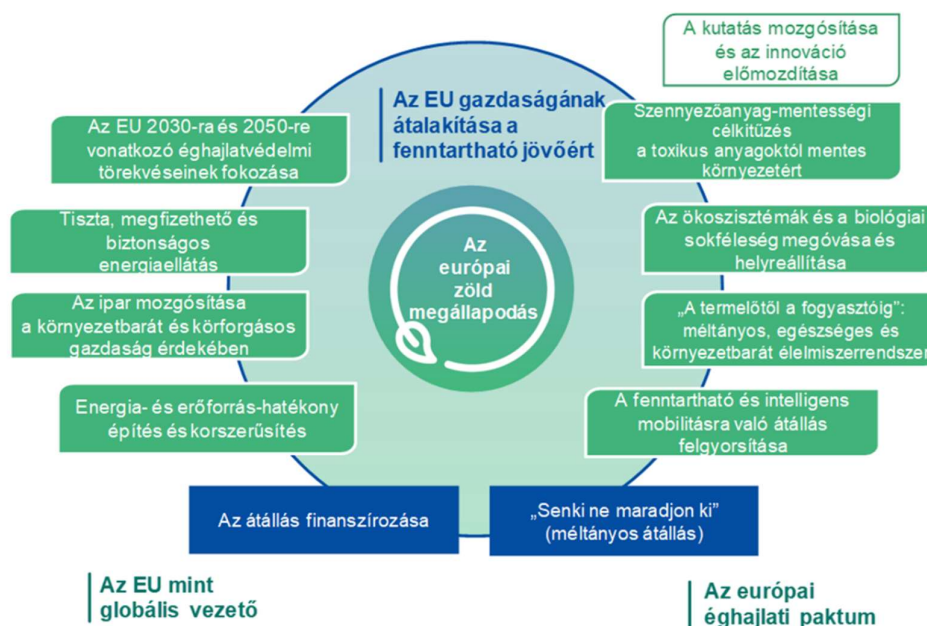 A kutatás mozgósítása
és az innováció
előmozdítása
Az EU gazdaságának
átalakítása a
fenntartható jövőért
Az EU 2030-ra és 2050-re
vonatkozó éghajlatvédelmi
törekvéseinek fokozása
Szennyezőanyag-mentességi
célkitűzés
a toxikus anyagoktól mentes
környezetért
Tiszta, megfizethető és
biztonságos
energiaellátás
Az ökoszisztémák és a biológiai
sokféleség megóvása és
helyreállítása
Az
európai
zöld
megállapodás
Az ipar mozgósítása
a környezetbarát és körforgásos
gazdaság érdekében
„A termelőtől a fogyasztóig”:
méltányos, egészséges és
környezetbarát élelmiszerrendszer
Energia- és erőforrás-hatékony
építés és korszerűsítés
A fenntartható és intelligens
mobilitásra való átállás
felgyorsítása
Az átállás finanszírozása
„Senki ne maradjon ki”
(méltányos átállás)
Az EU mint
globális vezető
Az európai
éghajlati paktum